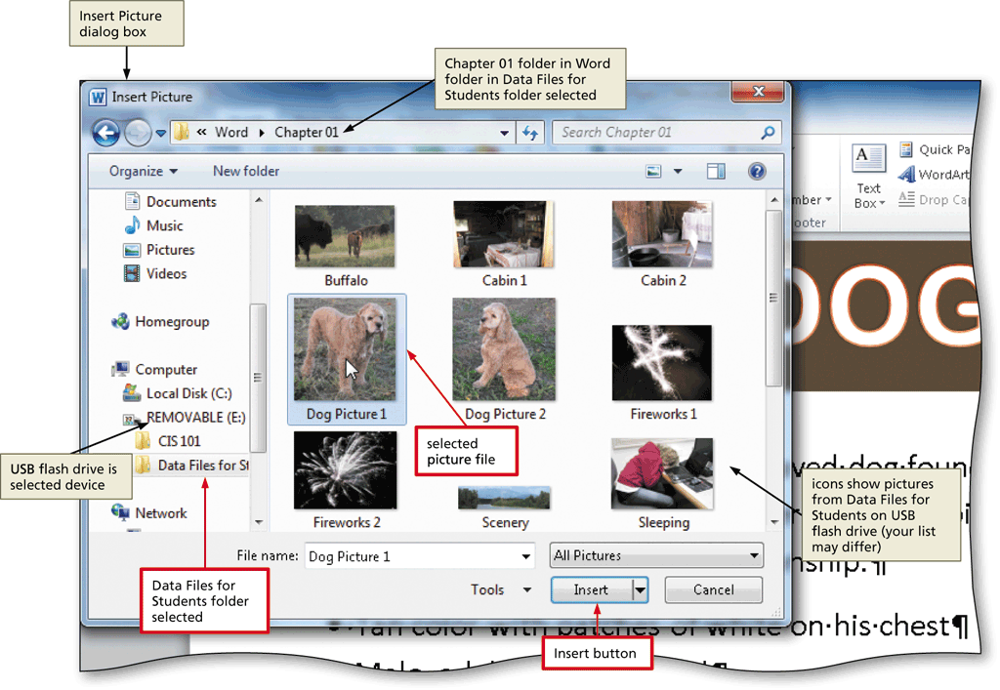 Insert Picture
dialog box
Chapter 01 folder in Word
folder in Data Files for
Students folder selected
Insert Picture
« Word Chapter 01
Search Chapter 01
Organize
New folder
Quick Pa
WordArt
Drop Cap
Text
Box
mber
ooter
Documents
Music
Pictures
Videos
Homegroup
Computer
Local Disk (C:)
REMOVABLE (E:)
CIS 101
Data Files for St
Network
Buffalo
Cabin 1
Cabin 2
Dog Picture 1
Dog Picture 2
Fireworks 1
Fireworks 2
Scenery
Sleeping
DOG
USB flash drive is
selected device
selected
picture file
icons show pictures
from Data Files for
Students on USB
flash drive (your list
may differ)
ved·dog·foun
nship.¶
File name:
Dog Picture 1
All Pictures
Tools
Insert
Cancel
Data Files for
Students folder
selected
Insert button
• Tan·color·with·patches·of·white·on·his·chest¶